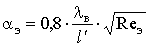 α_э = 0,8 · λ_в / l' · √Re_э